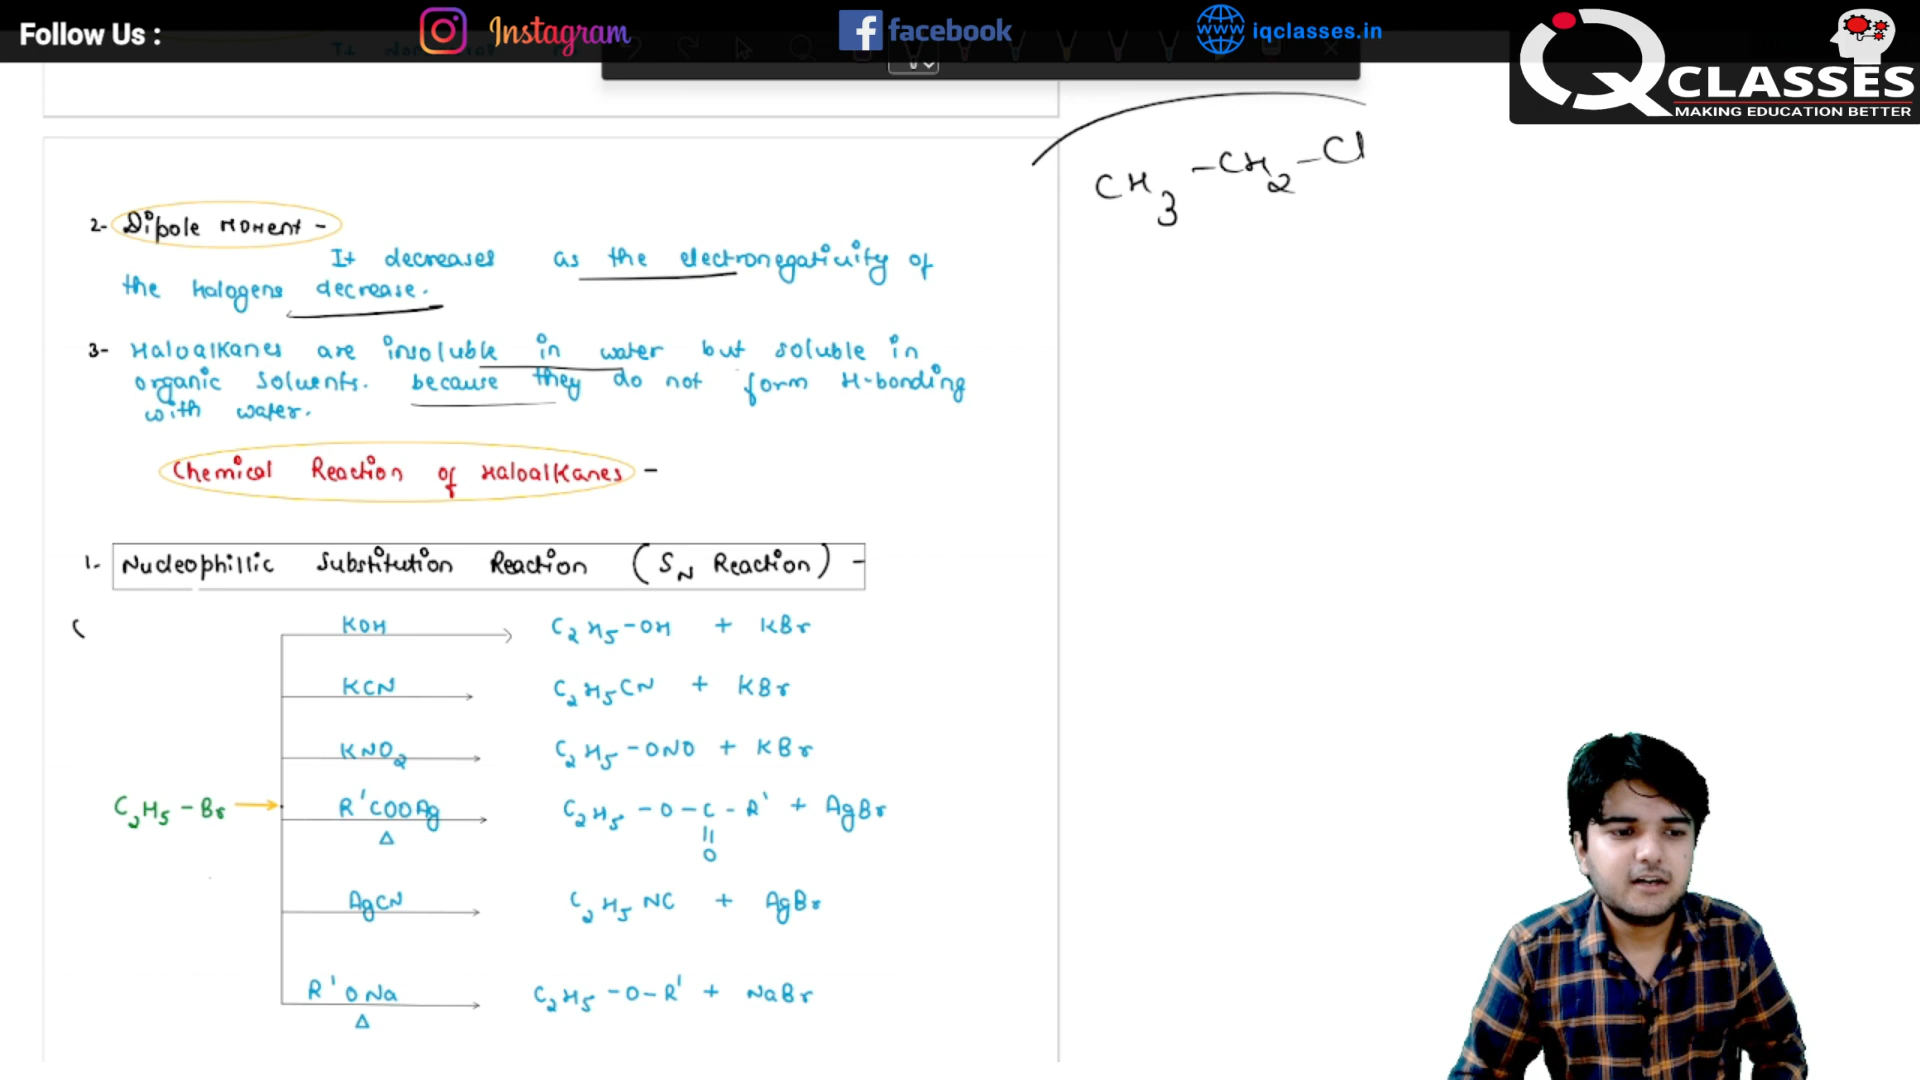 Follow Us :
Instagram
facebook
iqclasses.in
IQ CLASSES
MAKING EDUCATION BETTER
CH3 - CH2 - Cl
2- Dipole Moment -
It decreases as the electronegativity of
the halogens decrease.
3- Haloalkanes are insoluble in water but soluble in
organic solvents. because they do not form H-bonding
with water.
Chemical Reaction of Haloalkanes -
1- Nucleophillic Substitution Reaction (SN Reaction) -
KOH C2H5-OH + KBr
KCN C2H5CN + KBr
KNO2 C2H5-ONO + KBr
C2H5-Br R'COOAg C2H5-O-C-R' + AgBr
Δ ||
O
AgCN C2H5NC + AgBr
R'ONa C2H5-O-R' + NaBr
Δ